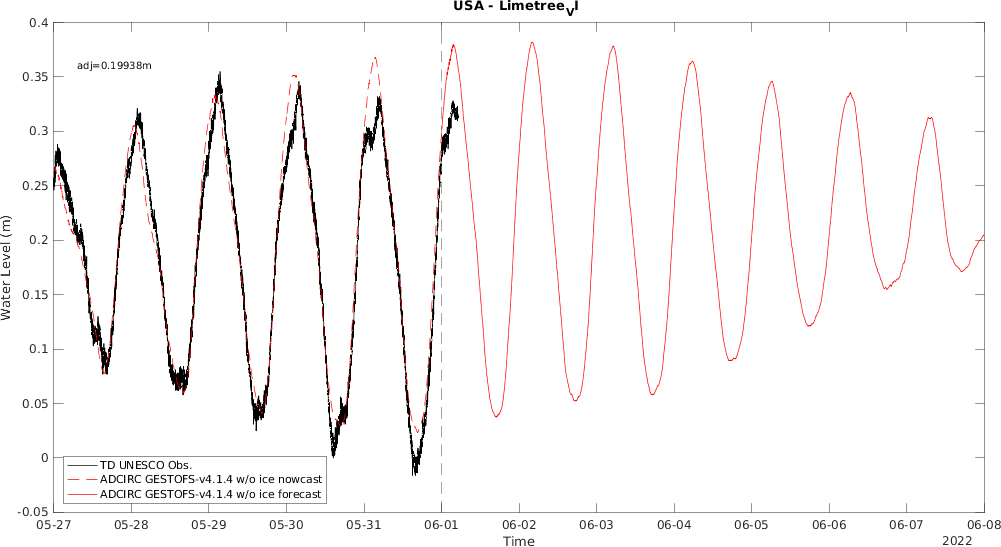 USA - Limetree_VI
adj=0.19938m
0.4
0.35
0.3
0.25
0.2
0.15
0.1
0.05
0
-0.05
Water Level (m)
TD UNESCO Obs.
ADCIRC GESTOFS-v4.1.4 w/o ice nowcast
ADCIRC GESTOFS-v4.1.4 w/o ice forecast
05-27 05-28 05-29 05-30 05-31 06-01 06-02 06-03 06-04 06-05 06-06 06-07 06-08
Time
2022